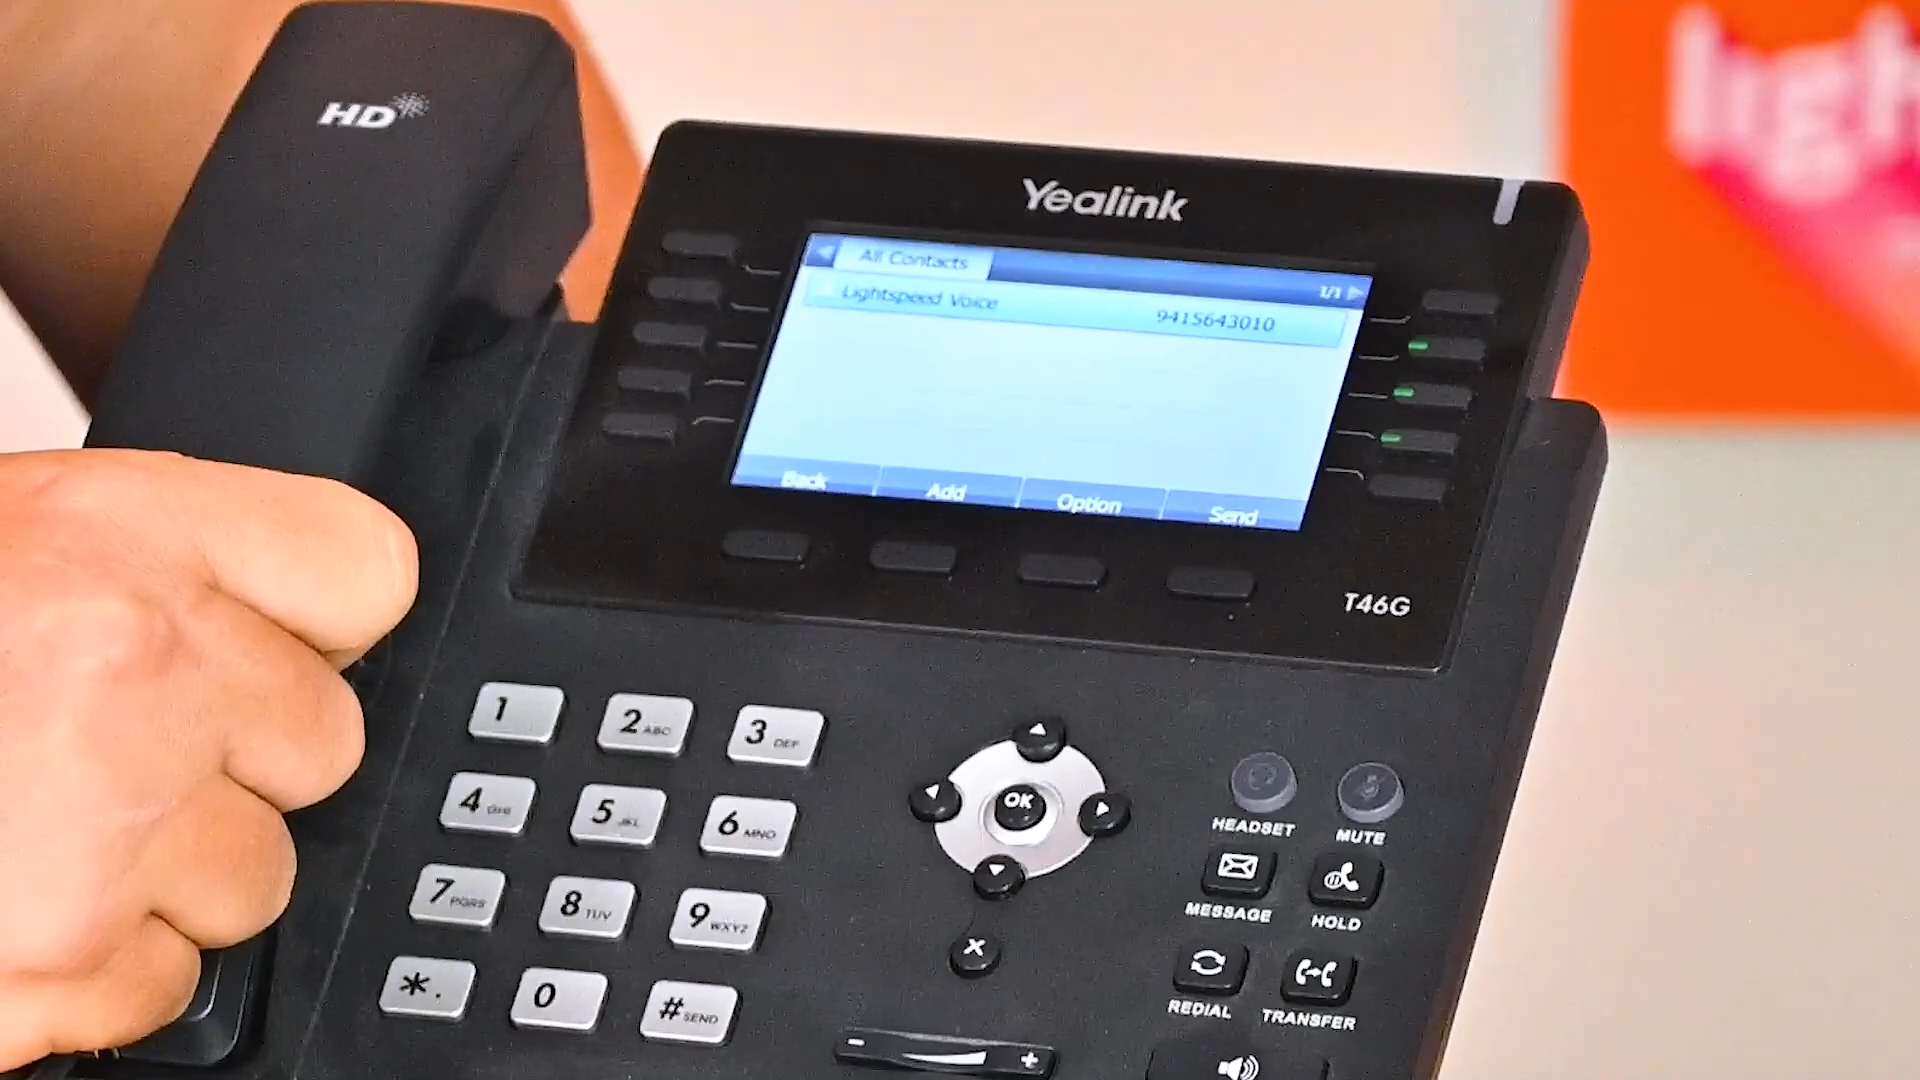 HD
ligh
Yealink
All Contacts
1/1
Lightspeed Voice 9415643010
Back Add Option Send
T46G
1 2 ABC 3 DEF
4 GHI 5 JKL 6 MNO
OK
HEADSET MUTE
7 PQRS 8 TUV 9 WXYZ
MESSAGE HOLD
*. 0 # SEND
REDIAL TRANSFER
- +